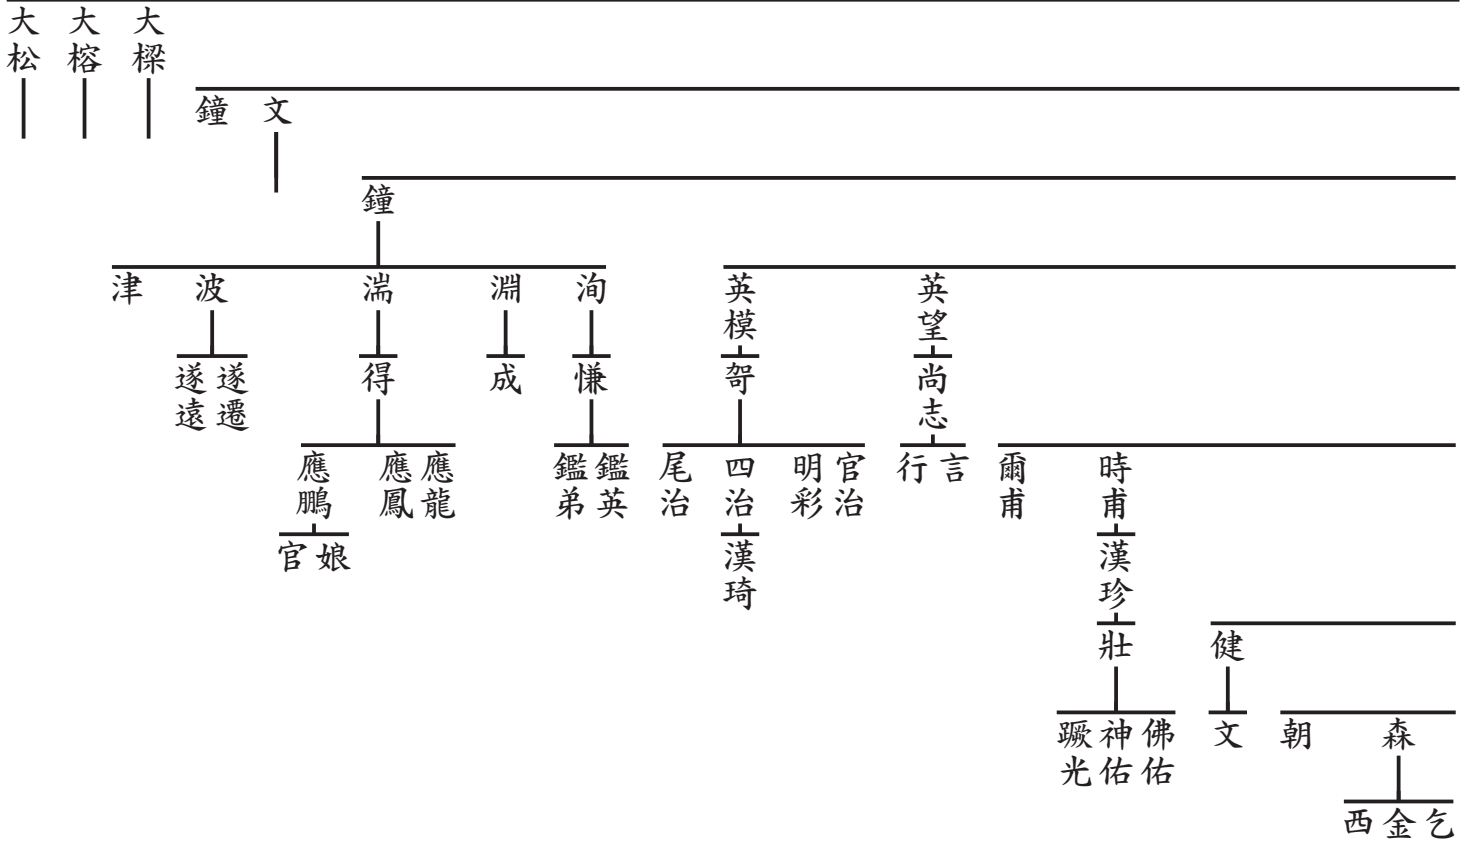 大樑
大榕
大松
文
鐘
鐘
洵
淵
湍
波
津
英望
英模
慊
成
得
遂遷
遂遠
尚志
哿
鑑英
鑑弟
應龍
應鳳
應鵬
言
行
官治
明彩
四治
尾治
時甫
爾甫
娘
官
漢琦
漢珍
壯
健
佛佑
神佑
蹶光
文
森
朝
乞
金
西